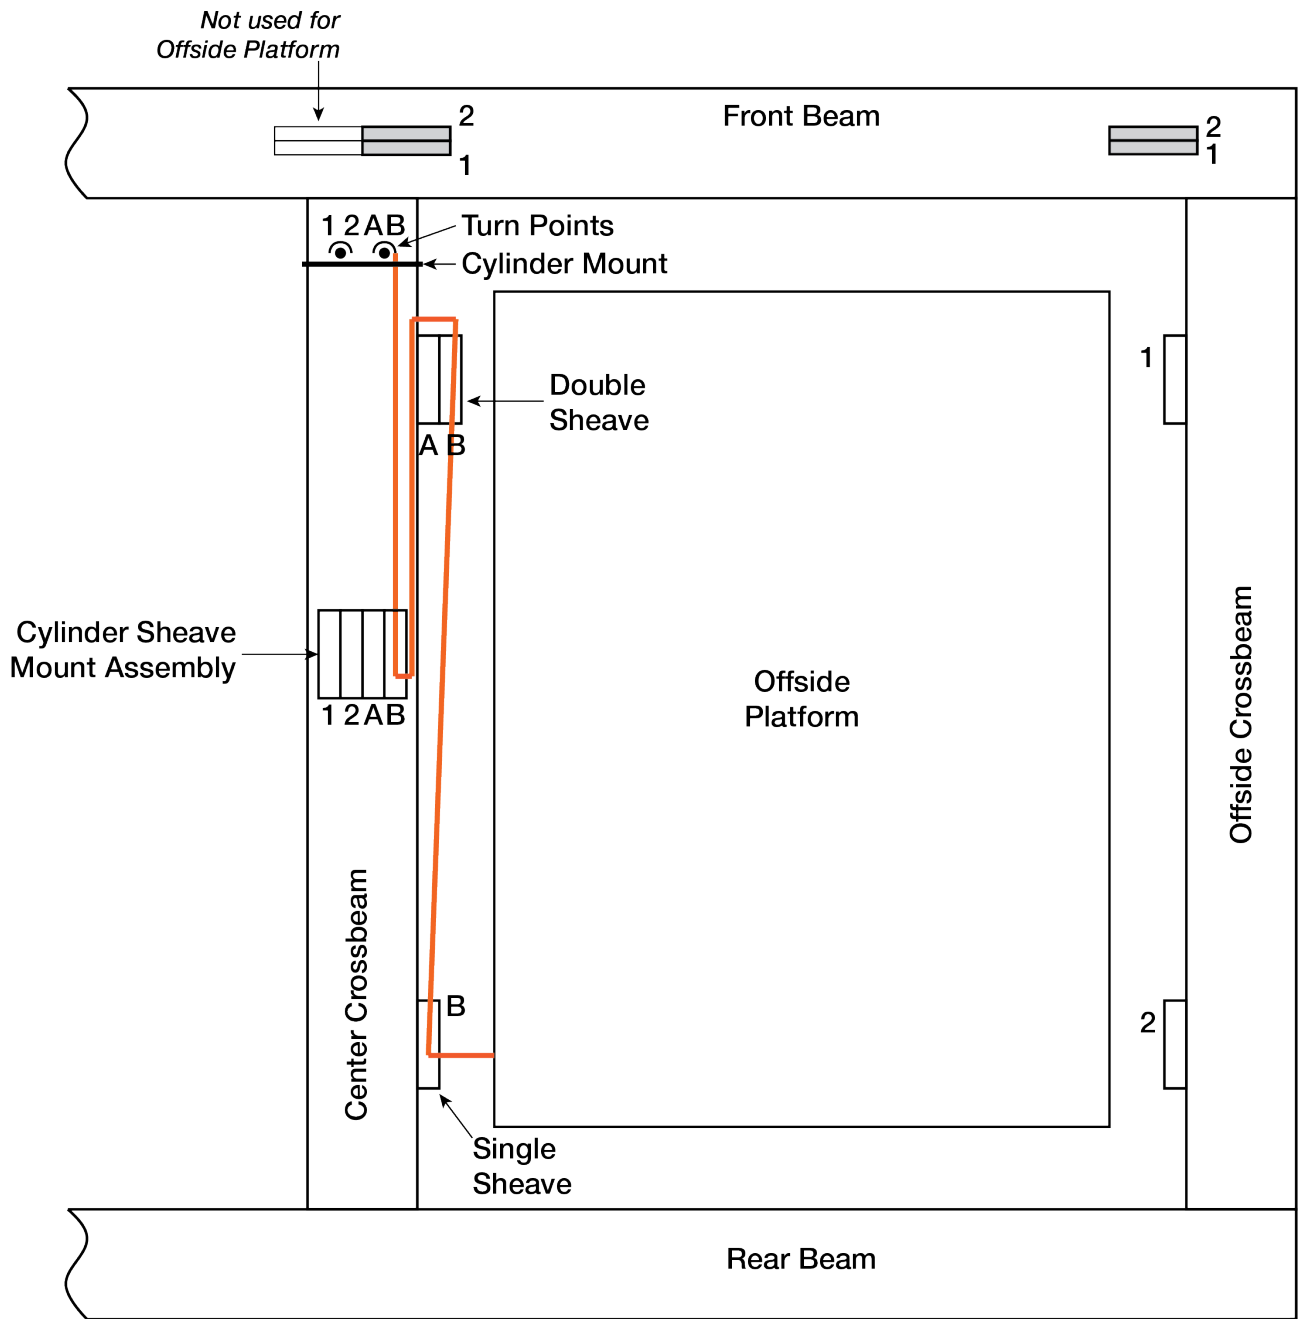 Not used for
Offside Platform
2
1
Front Beam
2
1
1 2 A B
Turn Points
Cylinder Mount
Double
Sheave
A B
1
Cylinder Sheave
Mount Assembly
1 2 A B
Offside
Platform
Offside Crossbeam
Center Crossbeam
B
2
Single
Sheave
Rear Beam